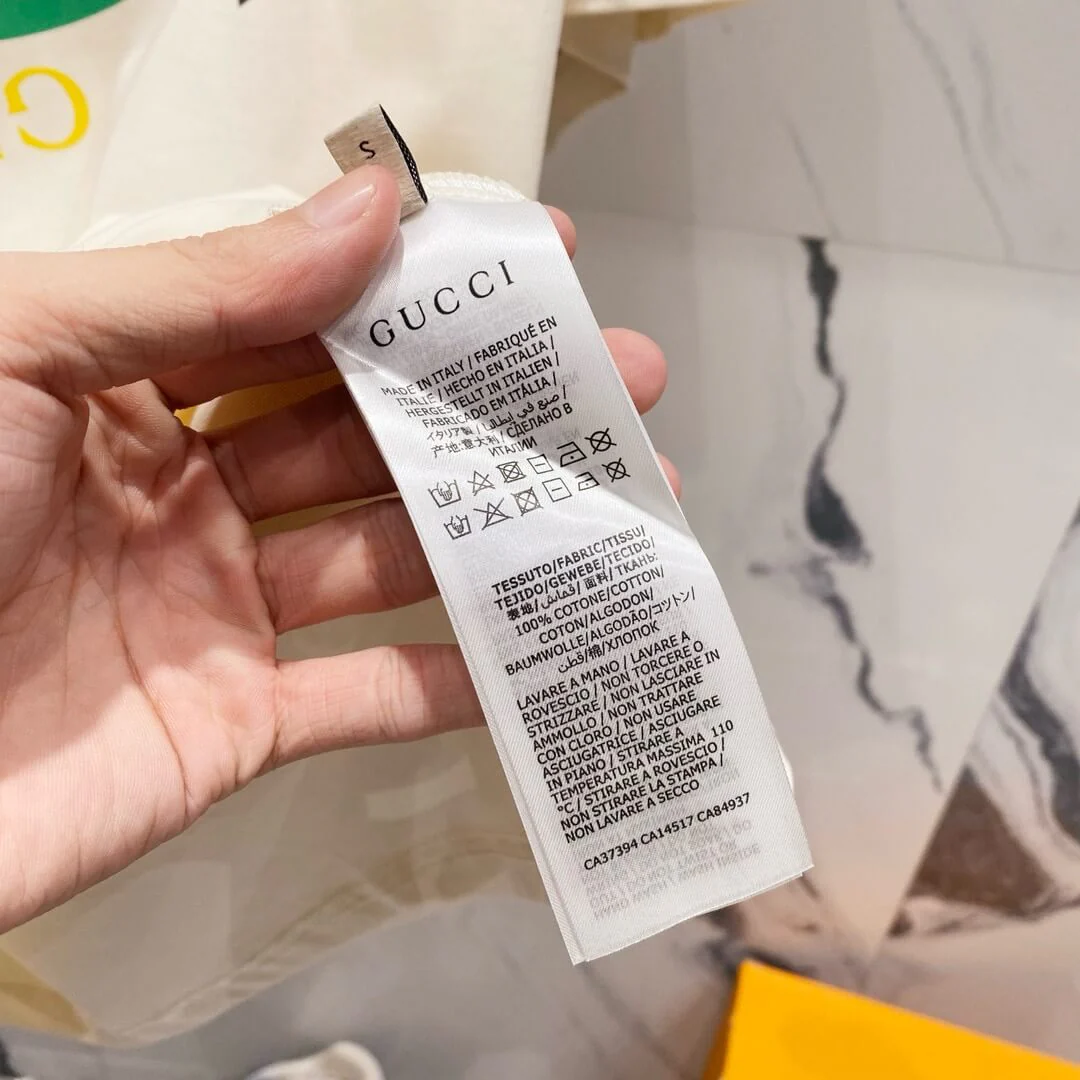 S
GUCCI
MADE IN ITALY / FABRIQUÉ EN
ITALIE / HECHO EN ITALIA /
HERGESTELLT IN ITALIEN /
FABRICADO EM ITÁLIA /
イタリア製 / صنع في إيطاليا /
产地:意大利 / СДЕЛАНО В
ИТАЛИИ
TESSUTO/FABRIC/TISSU/
TEJIDO/GEWEBE/TECIDO/
表地/قماش/面料/ТКАНЬ:
100% COTONE/COTTON/
COTON/ALGODON/
BAUMWOLLE/ALGODÃO/コットン/
قطن/棉/ХЛОПОК
LAVARE A MANO / LAVARE A
ROVESCIO / NON TORCERE O
STRIZZARE / NON LASCIARE IN
AMMOLLO / NON TRATTARE
CON CLORO / NON USARE
ASCIUGATRICE / ASCIUGARE
IN PIANO / STIRARE A
TEMPERATURA MASSIMA 110
°C / STIRARE A ROVESCIO /
NON STIRARE LA STAMPA /
NON LAVARE A SECCO
CA37394 CA14517 CA84937